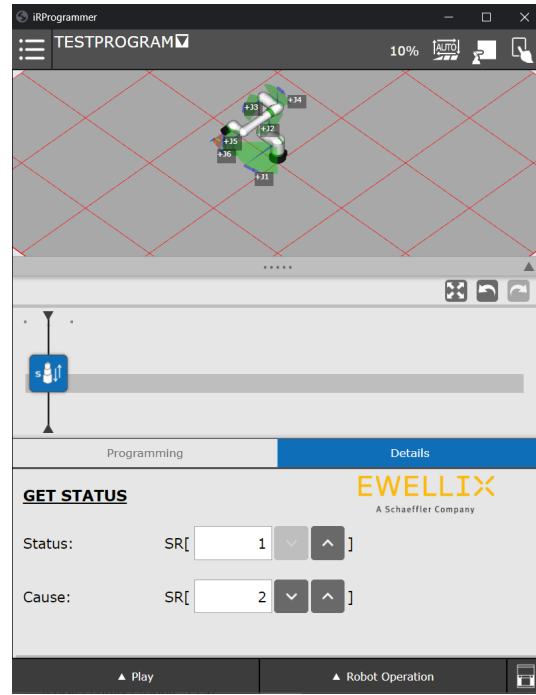 iRProgrammer
TESTPROGRAM
10%
AUTO
+J4
+J3
+J2
+J5
+J6
+J1
S
Programming
Details
GET STATUS
EWELLIX
A Schaeffler Company
Status: SR[ 1 ]
Cause: SR[ 2 ]
▲ Play
▲ Robot Operation